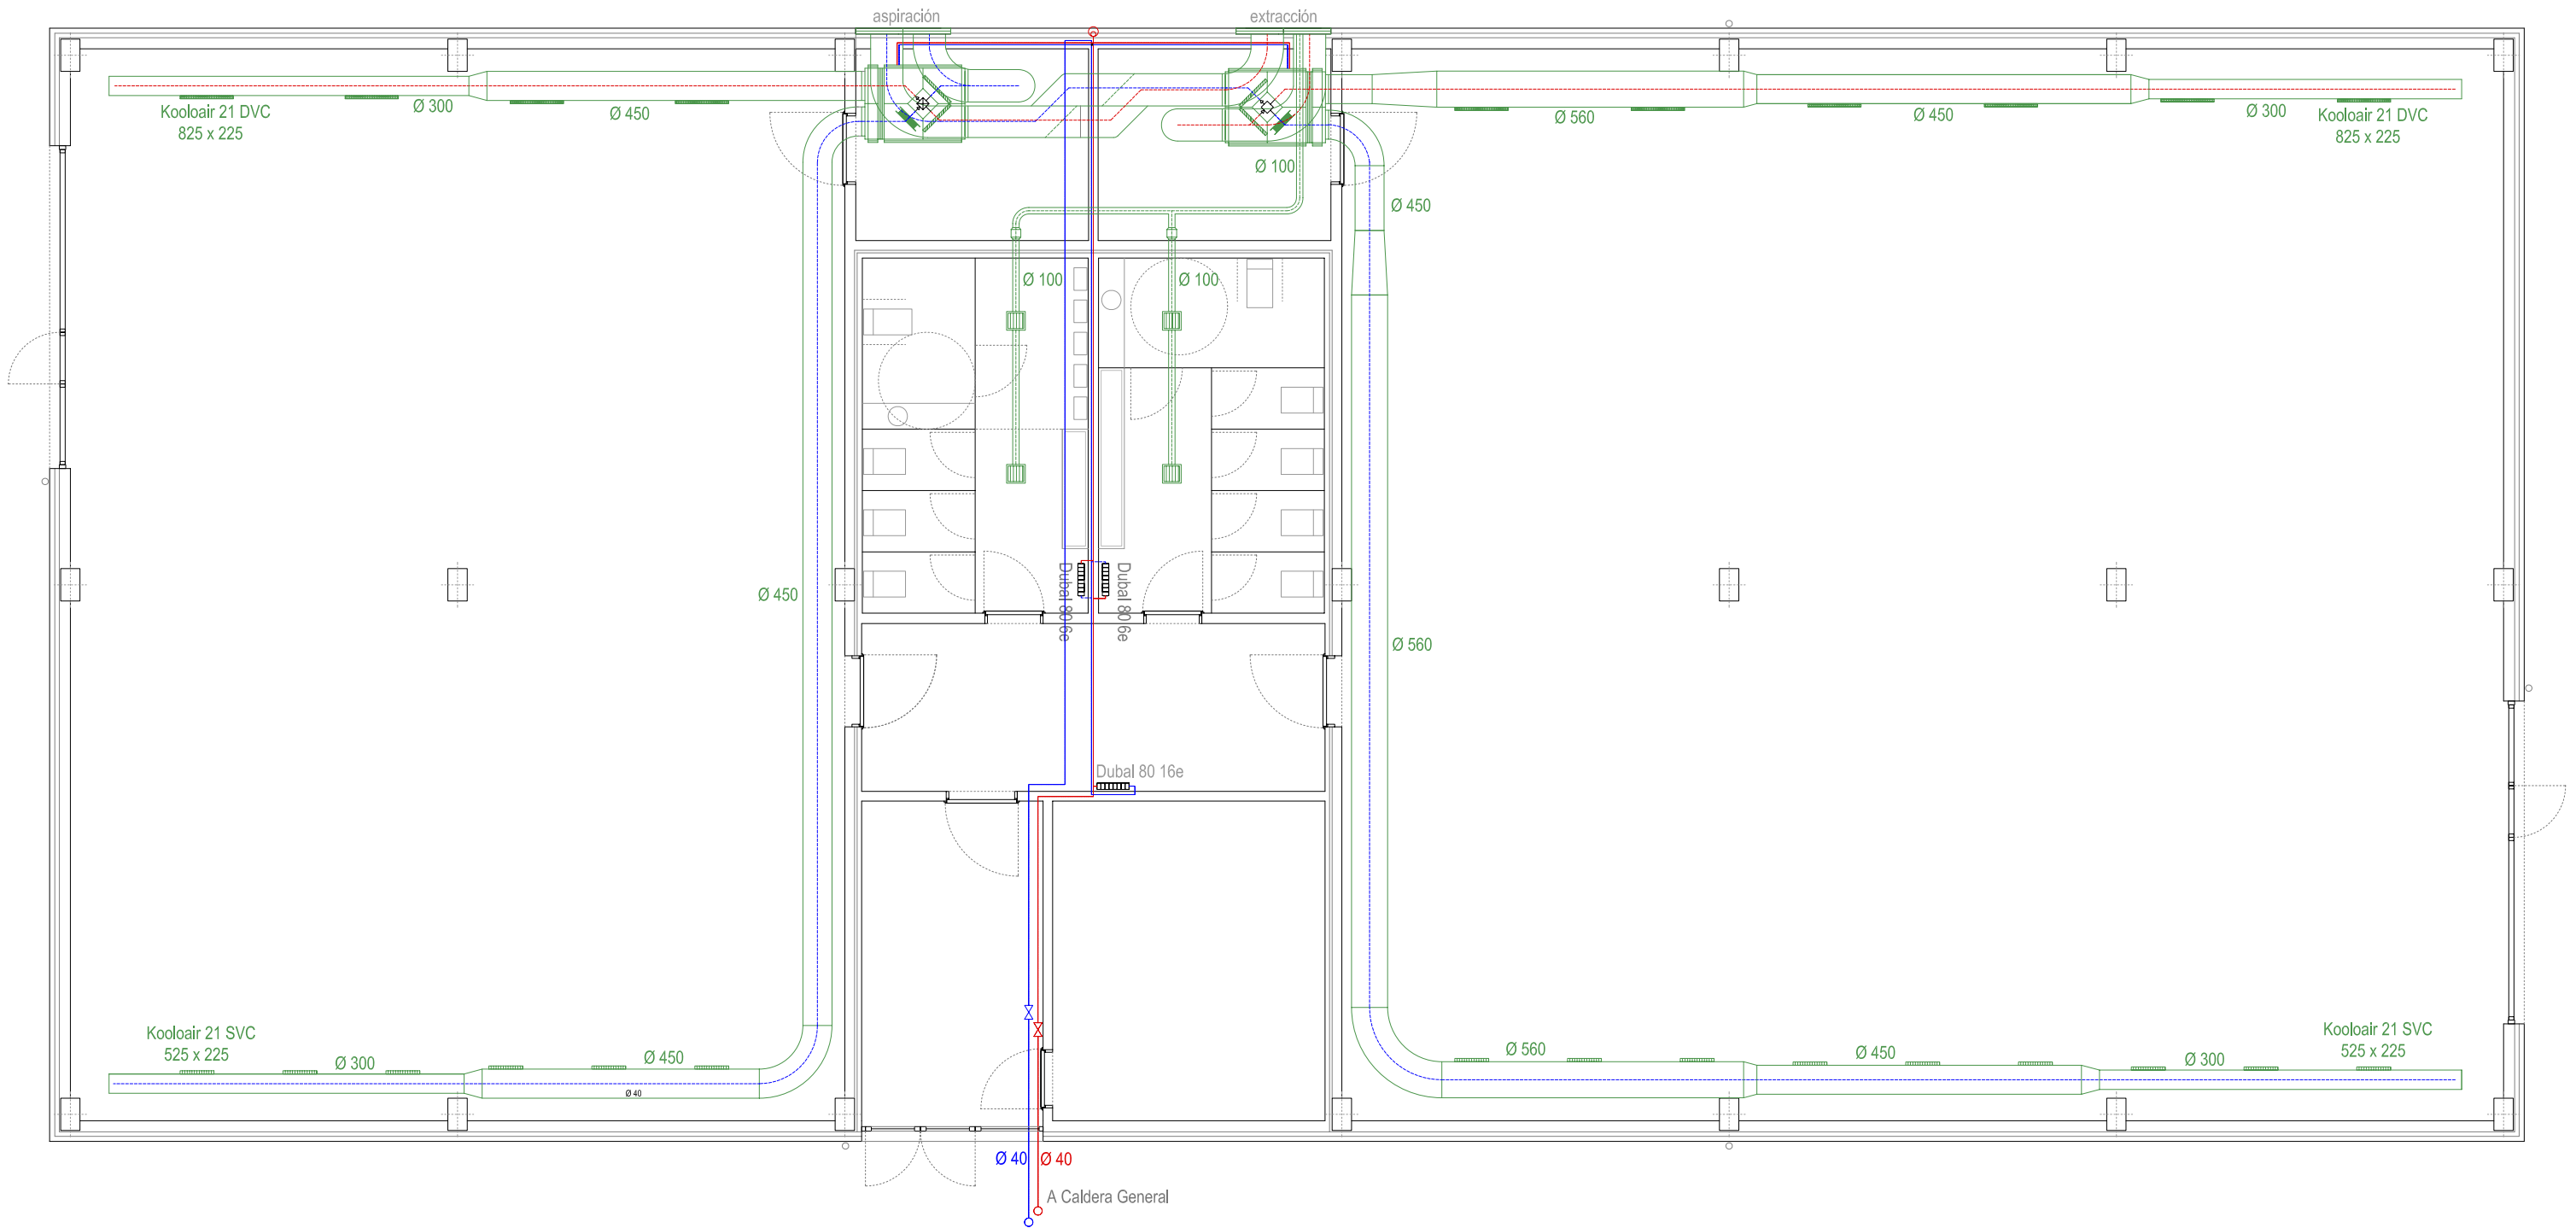 aspiración
extracción
Kooloair 21 DVC
825 x 225
Ø 300
Ø 450
Ø 560
Ø 450
Ø 300
Kooloair 21 DVC
825 x 225
Ø 100
Ø 450
Ø 100
Ø 100
Ø 450
Dubal 80 6e
Dubal 80 6e
Ø 560
Dubal 80 16e
Kooloair 21 SVC
525 x 225
Ø 300
Ø 450
Ø 40
Ø 560
Ø 450
Ø 300
Kooloair 21 SVC
525 x 225
Ø 40
Ø 40
A Caldera General